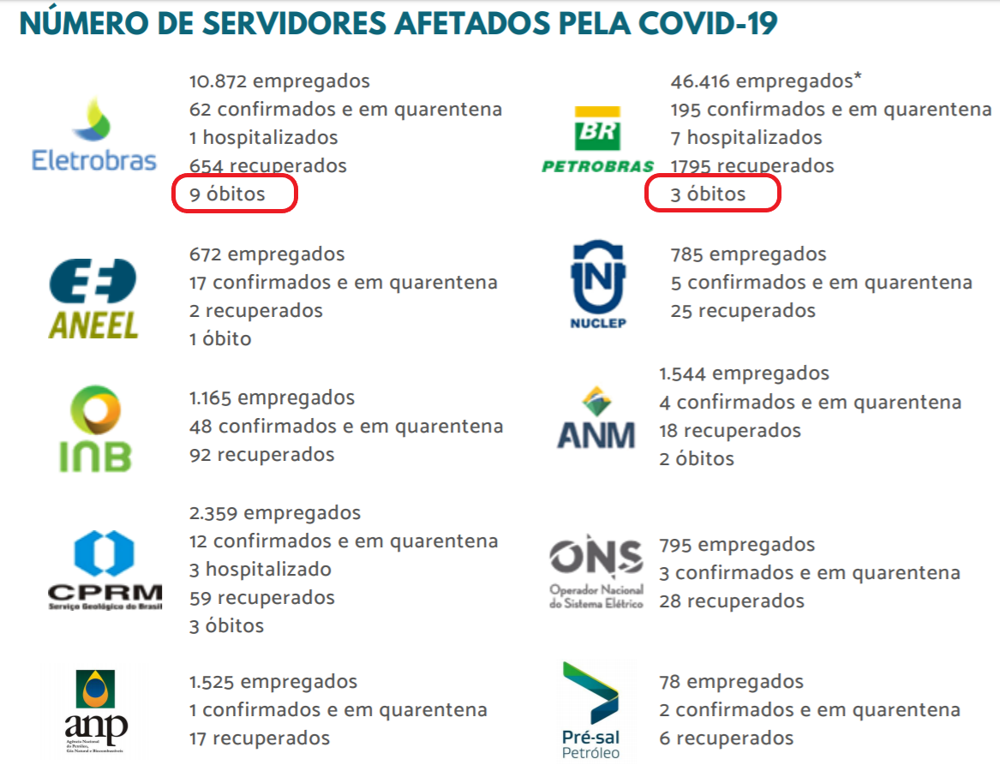 NÚMERO DE SERVIDORES AFETADOS PELA COVID-19
Eletrobras
10.872 empregados
62 confirmados e em quarentena
1 hospitalizados
654 recuperados
9 óbitos
BR
PETROBRAS
46.416 empregados*
195 confirmados e em quarentena
7 hospitalizados
1795 recuperados
3 óbitos
ANEEL
672 empregados
17 confirmados e em quarentena
2 recuperados
1 óbito
N
NUCLEP
785 empregados
5 confirmados e em quarentena
25 recuperados
INB
1.165 empregados
48 confirmados e em quarentena
92 recuperados
ANM
1.544 empregados
4 confirmados e em quarentena
18 recuperados
2 óbitos
CPRM
Serviço Geológico do Brasil
2.359 empregados
12 confirmados e em quarentena
3 hospitalizado
59 recuperados
3 óbitos
ONS
Operador Nacional
do Sistema Elétrico
795 empregados
3 confirmados e em quarentena
28 recuperados
anp
Agência Nacional
do Petróleo,
Gás Natural e Biocombustíveis
1.525 empregados
1 confirmados e em quarentena
17 recuperados
Pré-sal
Petróleo
78 empregados
2 confirmados e em quarentena
6 recuperados